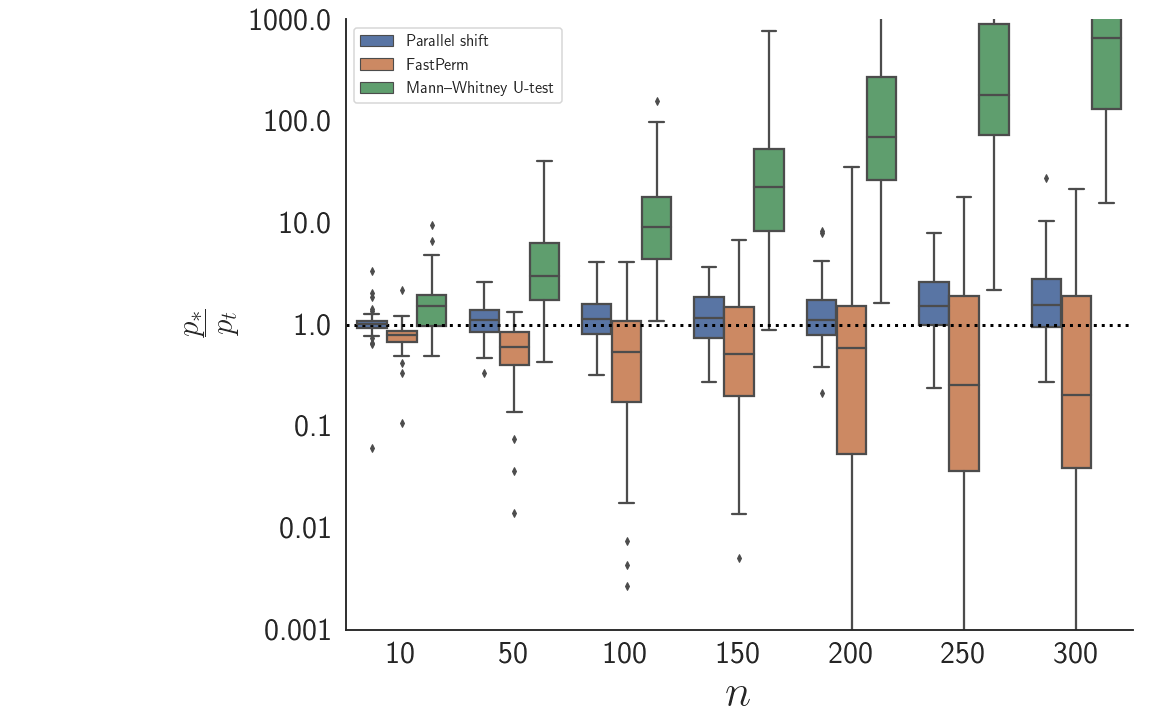 1000.0
100.0
10.0
1.0
0.1
0.01
0.001
p*
pt
Parallel shift
FastPerm
Mann–Whitney U-test
10 50 100 150 200 250 300
n